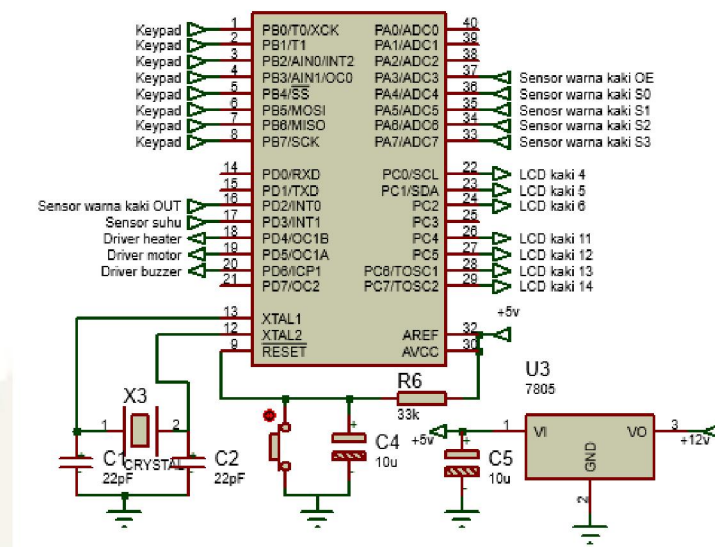 Keypad 1 PB0/T0/XCK PA0/ADC0 40
Keypad 2 PB1/T1 PA1/ADC1 39
Keypad 3 PB2/AIN0/INT2 PA2/ADC2 38
Keypad 4 PB3/AIN1/OC0 PA3/ADC3 37 Sensor warna kaki OE
Keypad 5 PB4/SS PA4/ADC4 36 Sensor warna kaki S0
Keypad 6 PB5/MOSI PA5/ADC5 35 Sensor warna kaki S1
Keypad 7 PB6/MISO PA6/ADC6 34 Sensor warna kaki S2
Keypad 8 PB7/SCK PA7/ADC7 33 Sensor warna kaki S3
14 PD0/RXD PC0/SCL 22 LCD kaki 4
15 PD1/TXD PC1/SDA 23 LCD kaki 5
Sensor warna kaki OUT 16 PD2/INT0 PC2 24 LCD kaki 6
Sensor suhu 17 PD3/INT1 PC3 25
Driver heater 18 PD4/OC1B PC4 26 LCD kaki 11
Driver motor 19 PD5/OC1A PC5 27 LCD kaki 12
Driver buzzer 20 PD6/ICP1 PC6/TOSC1 28 LCD kaki 13
21 PD7/OC2 PC7/TOSC2 29 LCD kaki 14
13 XTAL1 +5v
12 XTAL2 AREF 32
9 RESET AVCC 30
U3
7805
X3 R6
33k
1 2 1 VI VO 3
+5v +12v
C1 CRYSTAL C2 C4 C5 GND
22pF 22pF 10u 10u
2